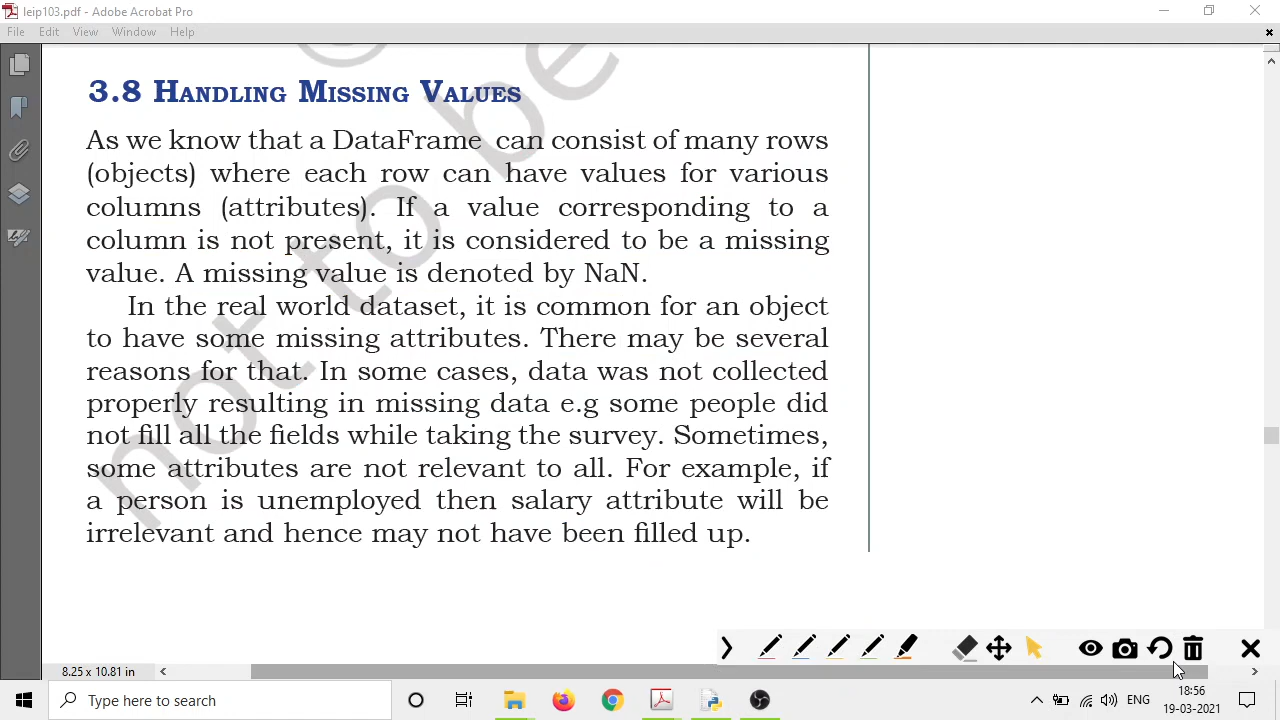 leip103.pdf - Adobe Acrobat Pro
File Edit View Window Help
3.8 Handling Missing Values
As we know that a DataFrame can consist of many rows
(objects) where each row can have values for various
columns (attributes). If a value corresponding to a
column is not present, it is considered to be a missing
value. A missing value is denoted by NaN.
In the real world dataset, it is common for an object
to have some missing attributes. There may be several
reasons for that. In some cases, data was not collected
properly resulting in missing data e.g some people did
not fill all the fields while taking the survey. Sometimes,
some attributes are not relevant to all. For example, if
a person is unemployed then salary attribute will be
irrelevant and hence may not have been filled up.
not to be
8.25 x 10.81 in
Type here to search
ENG
18:56
19-03-2021